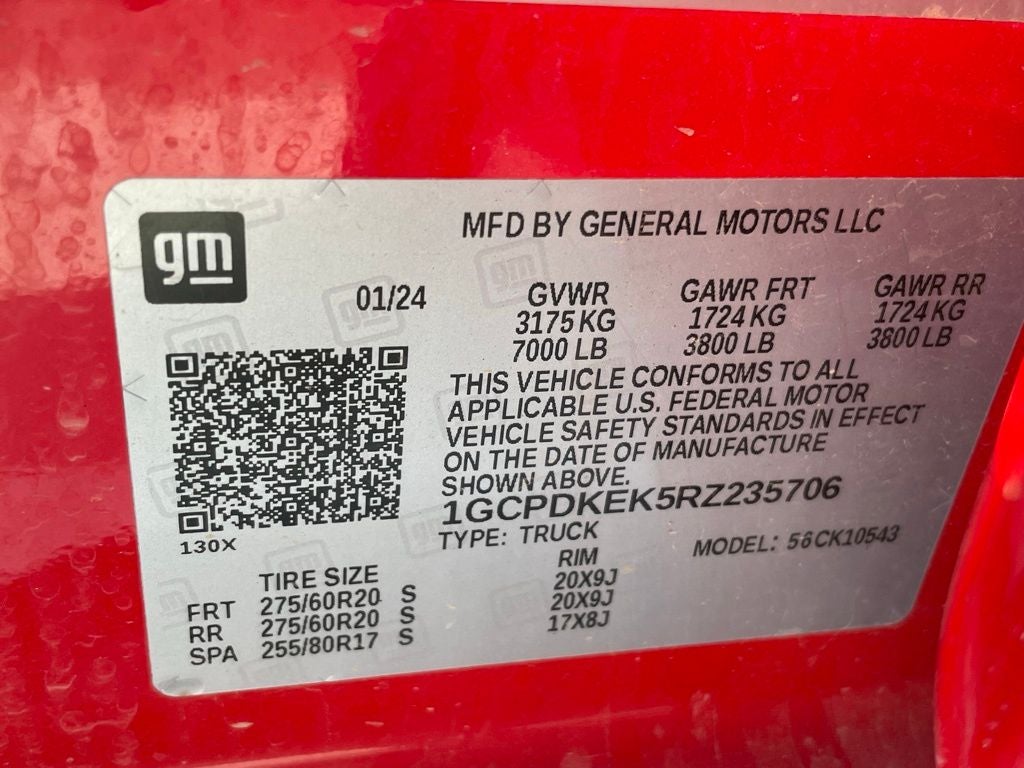 gm
MFD BY GENERAL MOTORS LLC
01/24 GVWR GAWR FRT GAWR RR
3175 KG 1724 KG 1724 KG
7000 LB 3800 LB 3800 LB
THIS VEHICLE CONFORMS TO ALL
APPLICABLE U.S. FEDERAL MOTOR
VEHICLE SAFETY STANDARDS IN EFFECT
ON THE DATE OF MANUFACTURE
SHOWN ABOVE.
1GCPDKEK5RZ235706
130X
TYPE: TRUCK MODEL: 56CK10543
TIRE SIZE RIM
FRT 275/60R20 S 20X9J
RR 275/60R20 S 20X9J
SPA 255/80R17 S 17X8J